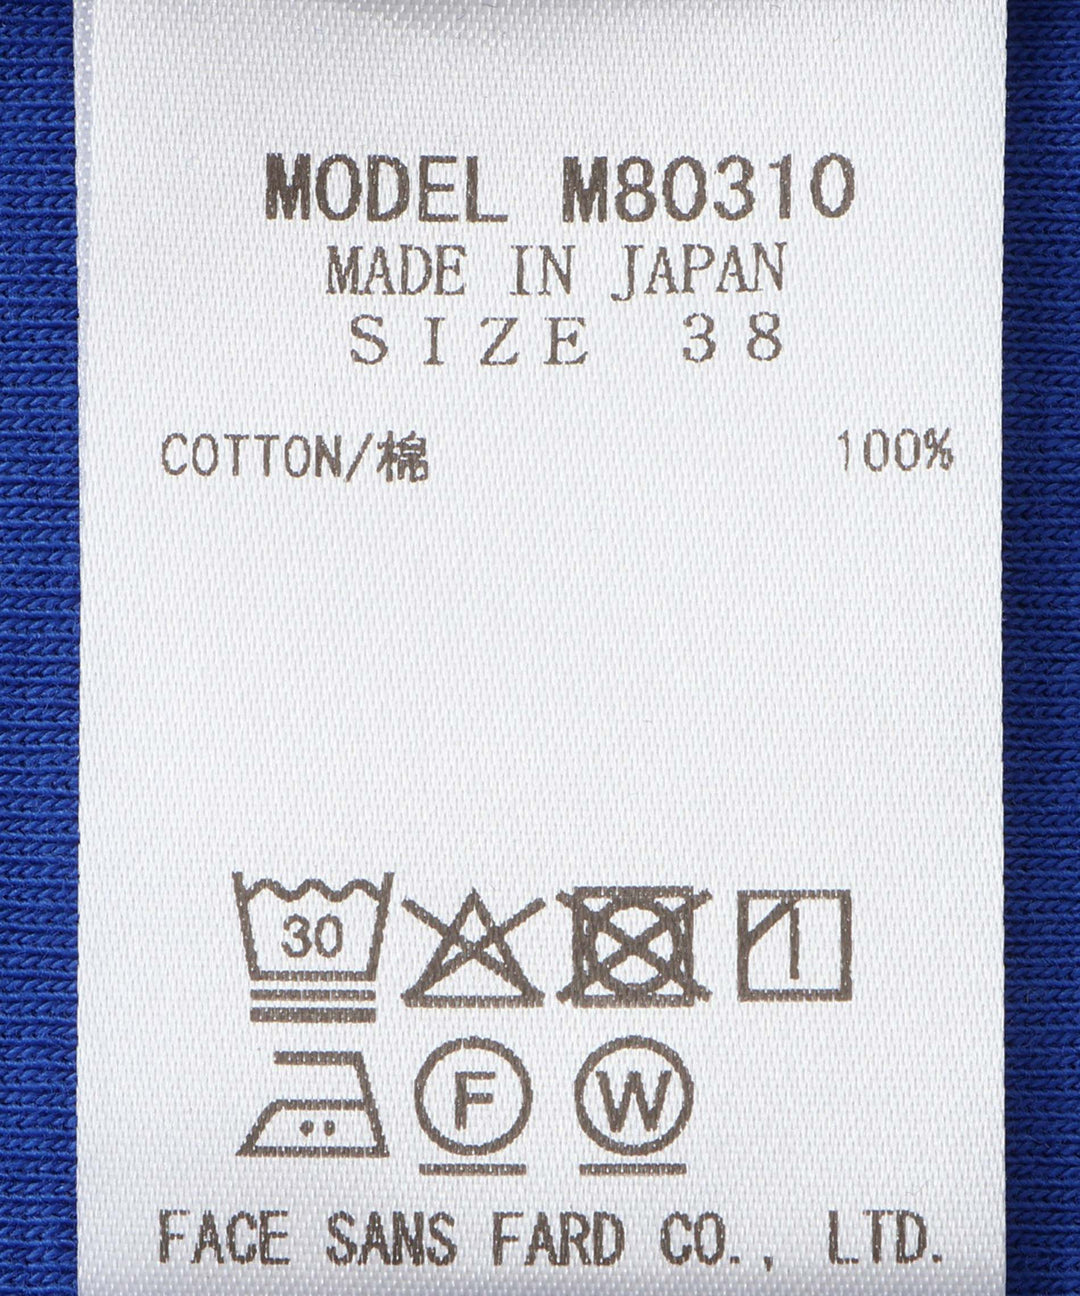 MODEL M80310
MADE IN JAPAN
SIZE 38
COTTON/棉 100%
30
F W
FACE SANS FARD CO., LTD.